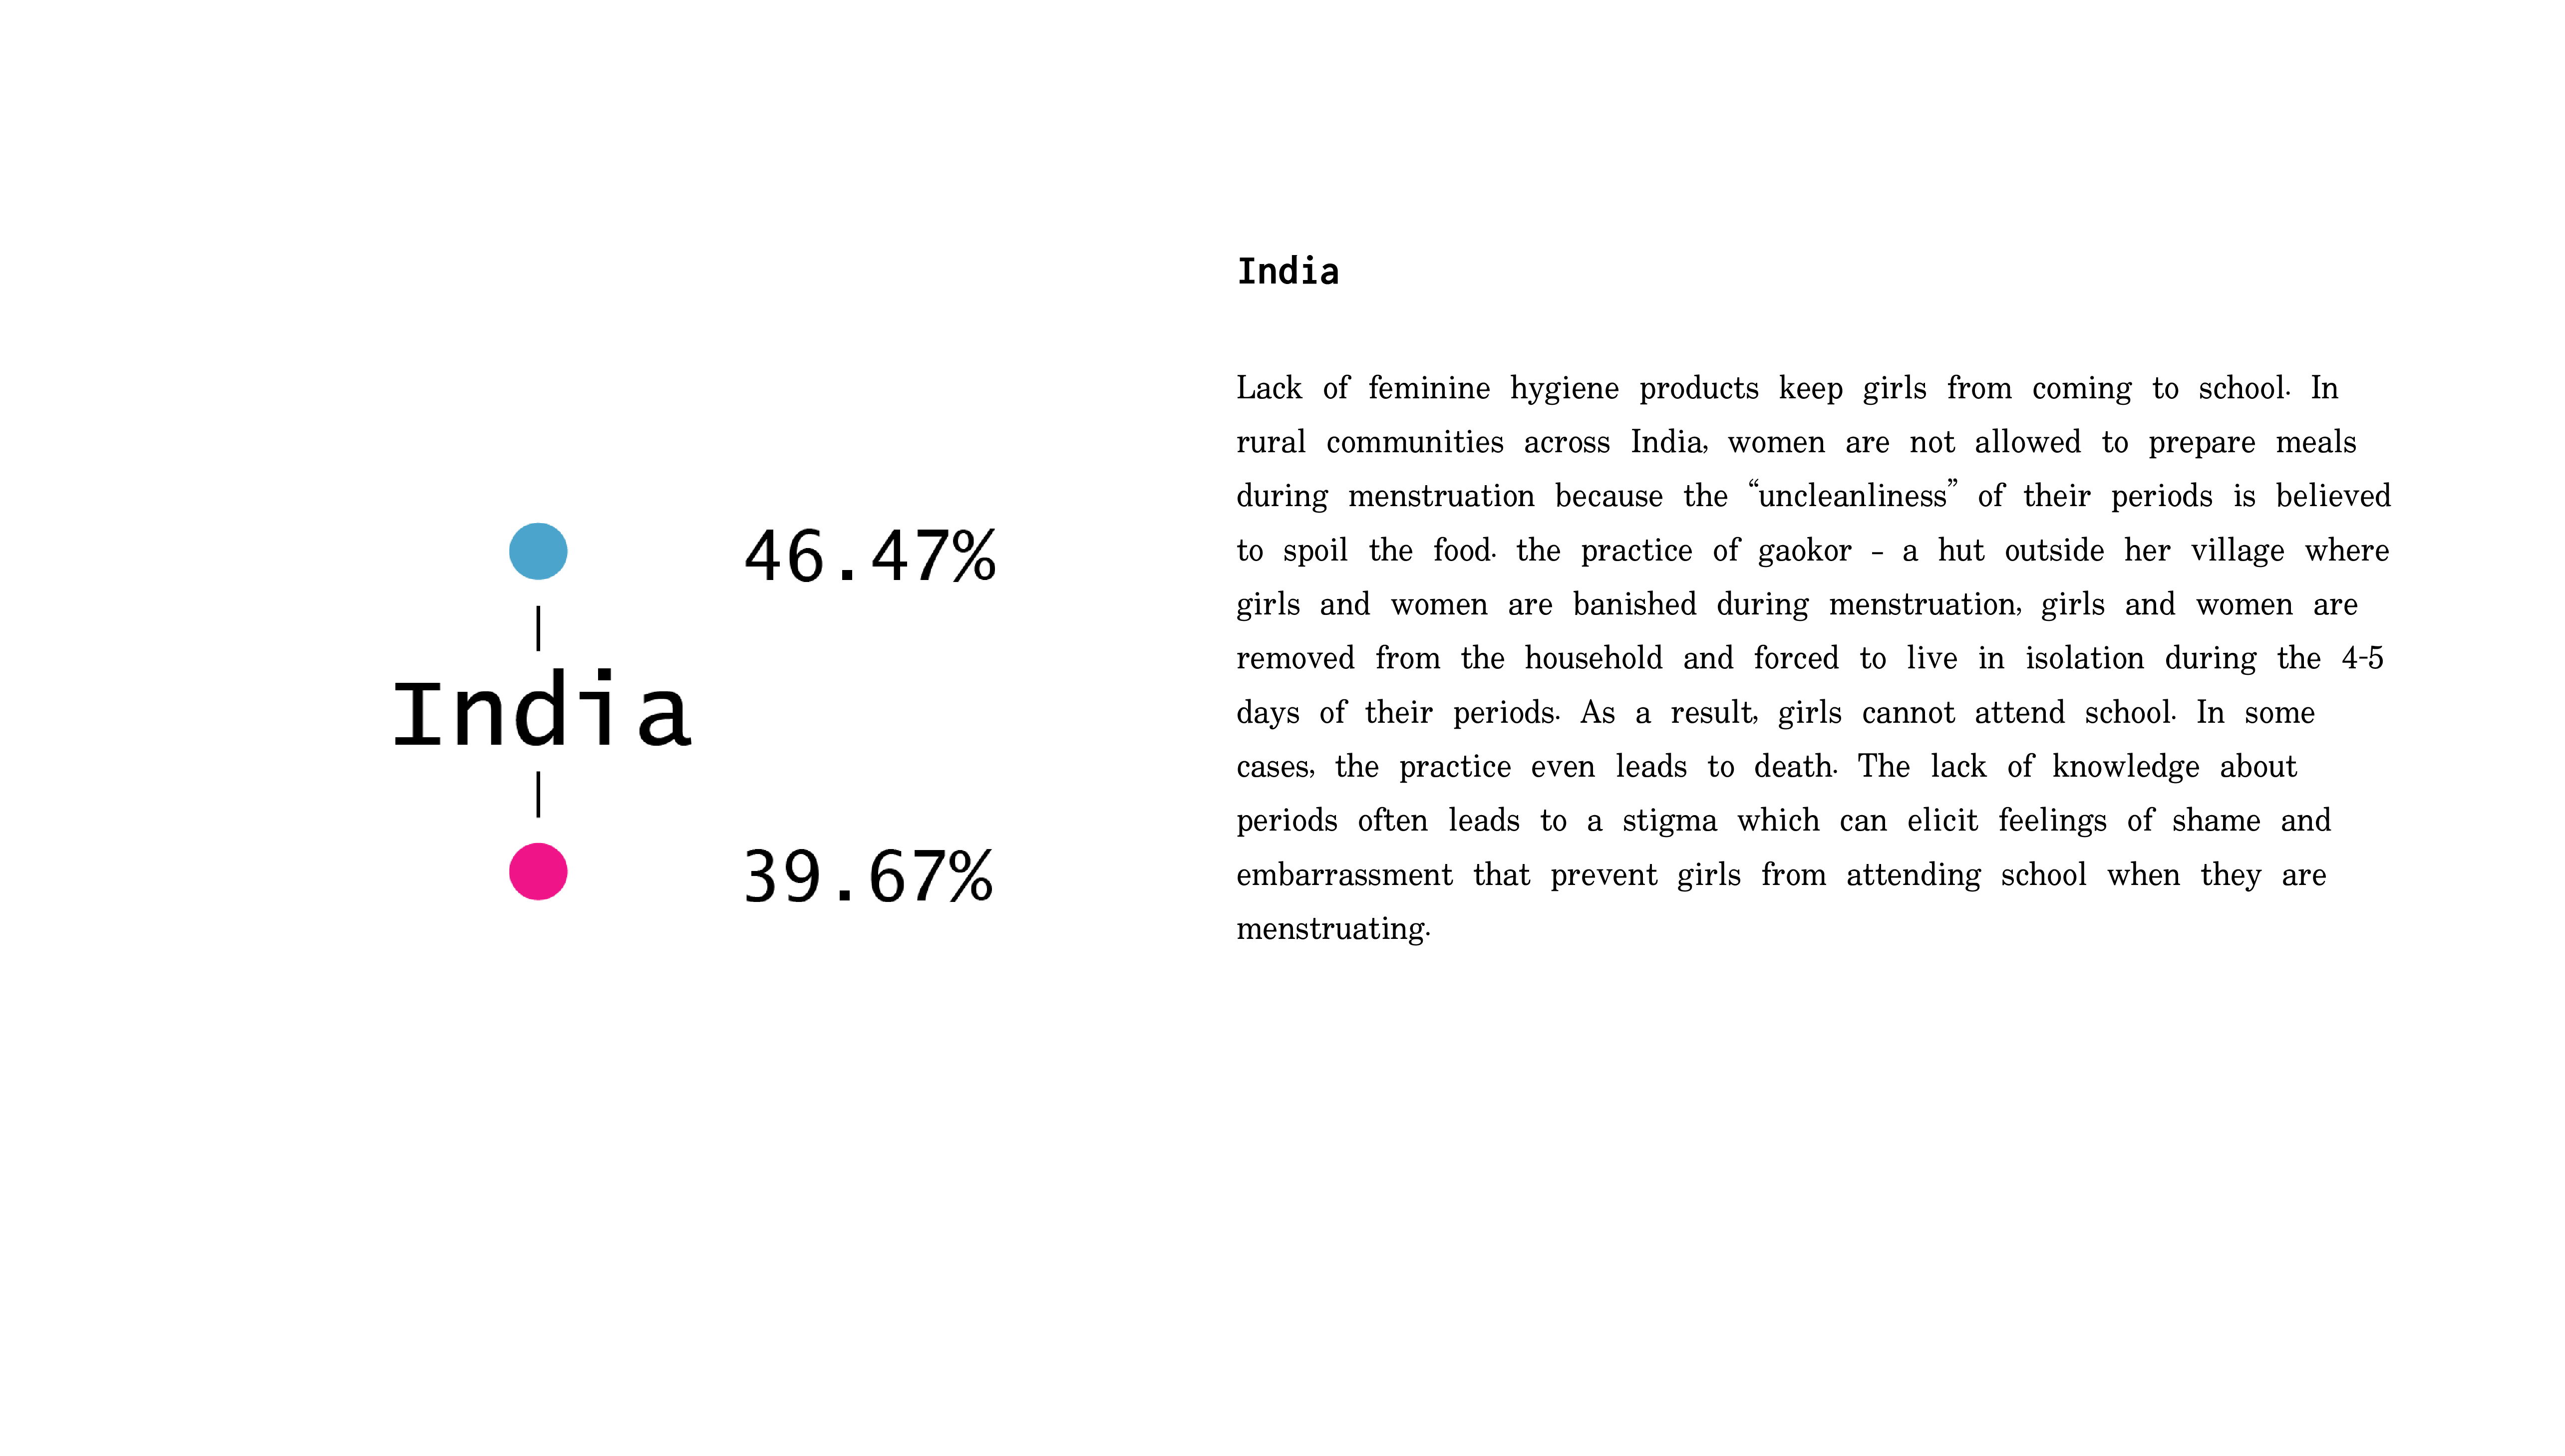 46.47%
India
39.67%
India
Lack of feminine hygiene products keep girls from coming to school. In
rural communities across India, women are not allowed to prepare meals
during menstruation because the “uncleanliness” of their periods is believed
to spoil the food. the practice of gaokor - a hut outside her village where
girls and women are banished during menstruation, girls and women are
removed from the household and forced to live in isolation during the 4-5
days of their periods. As a result, girls cannot attend school. In some
cases, the practice even leads to death. The lack of knowledge about
periods often leads to a stigma which can elicit feelings of shame and
embarrassment that prevent girls from attending school when they are
menstruating.